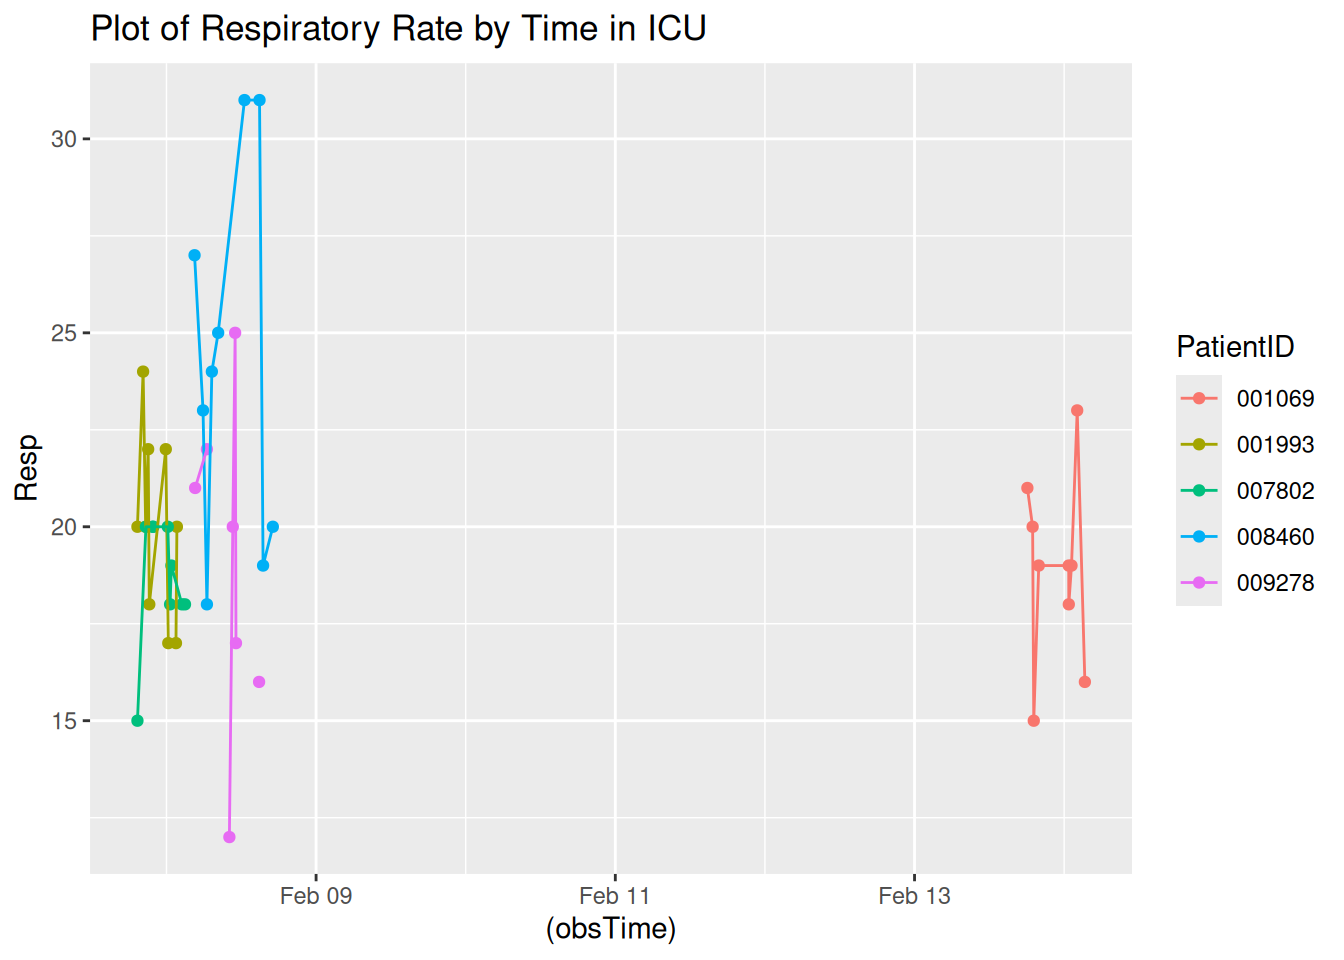 Plot of Respiratory Rate by Time in ICU
Resp
30
25
20
15
Feb 09
Feb 11
Feb 13
(obsTime)
PatientID
001069
001993
007802
008460
009278